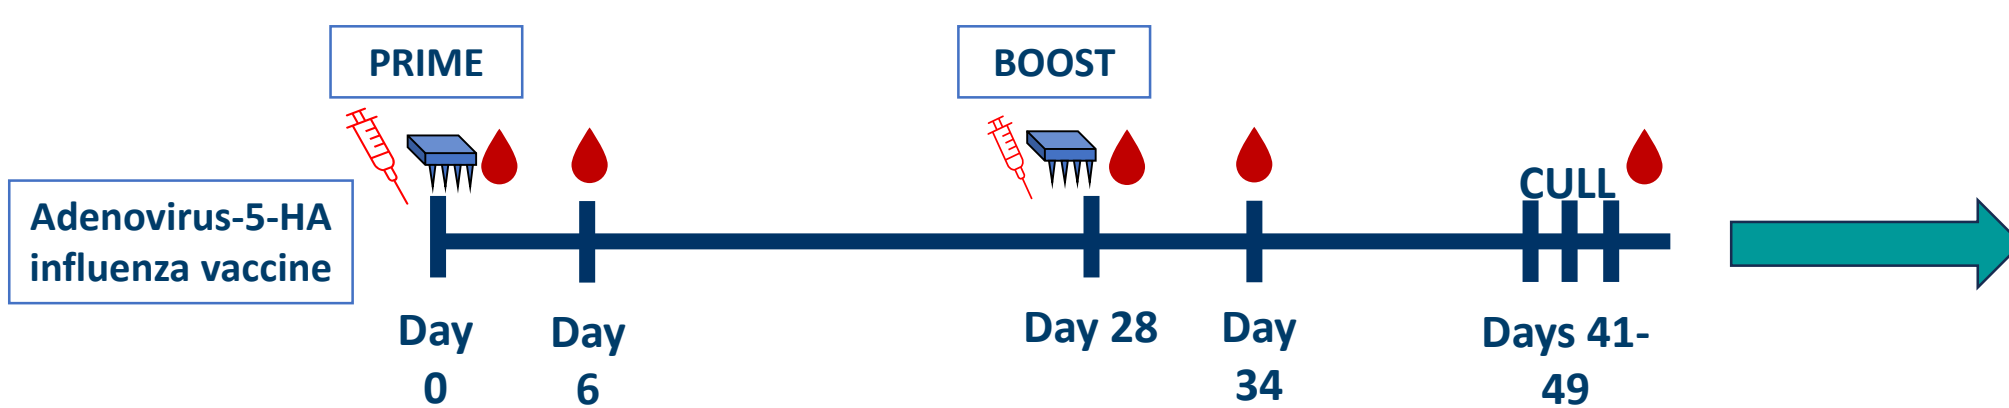 PRIME
BOOST
CULL
Adenovirus-5-HA
influenza vaccine
Day
0
Day
6
Day 28
Day
34
Days 41-
49